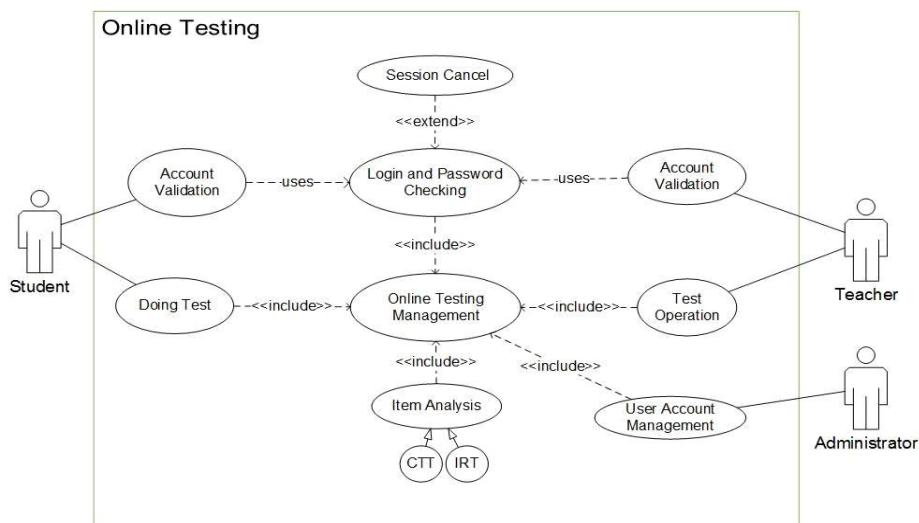 Online Testing
Session Cancel
<<extend>>
Account
Validation
uses
Login and Password
Checking
uses
Account
Validation
Student
<<include>>
Teacher
Doing Test
<<include>>
Online Testing
Management
<<include>>
Test
Operation
<<include>>
<<include>>
Item Analysis
User Account
Management
Administrator
CTT
IRT